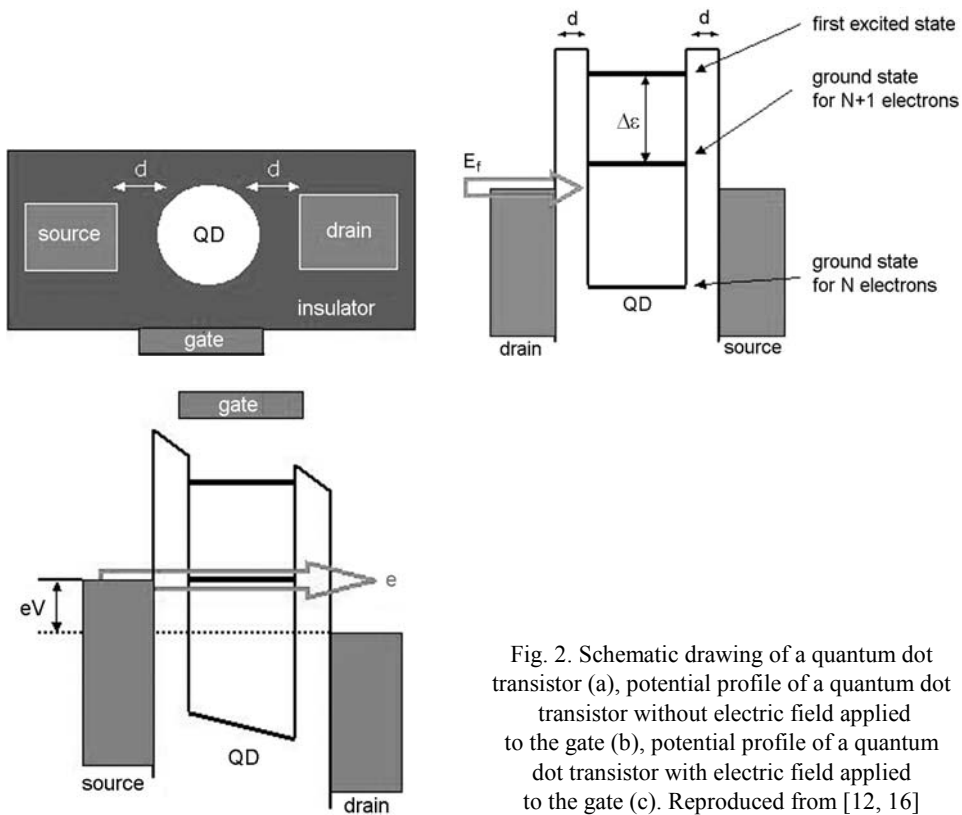 d d
source QD drain
insulator
gate
d d
first excited state
ground state
for N+1 electrons
Δε
E_f
ground state
for N electrons
QD
drain source
gate
e
eV
QD
source
drain
Fig. 2. Schematic drawing of a quantum dot
transistor (a), potential profile of a quantum dot
transistor without electric field applied
to the gate (b), potential profile of a quantum
dot transistor with electric field applied
to the gate (c). Reproduced from [12, 16]